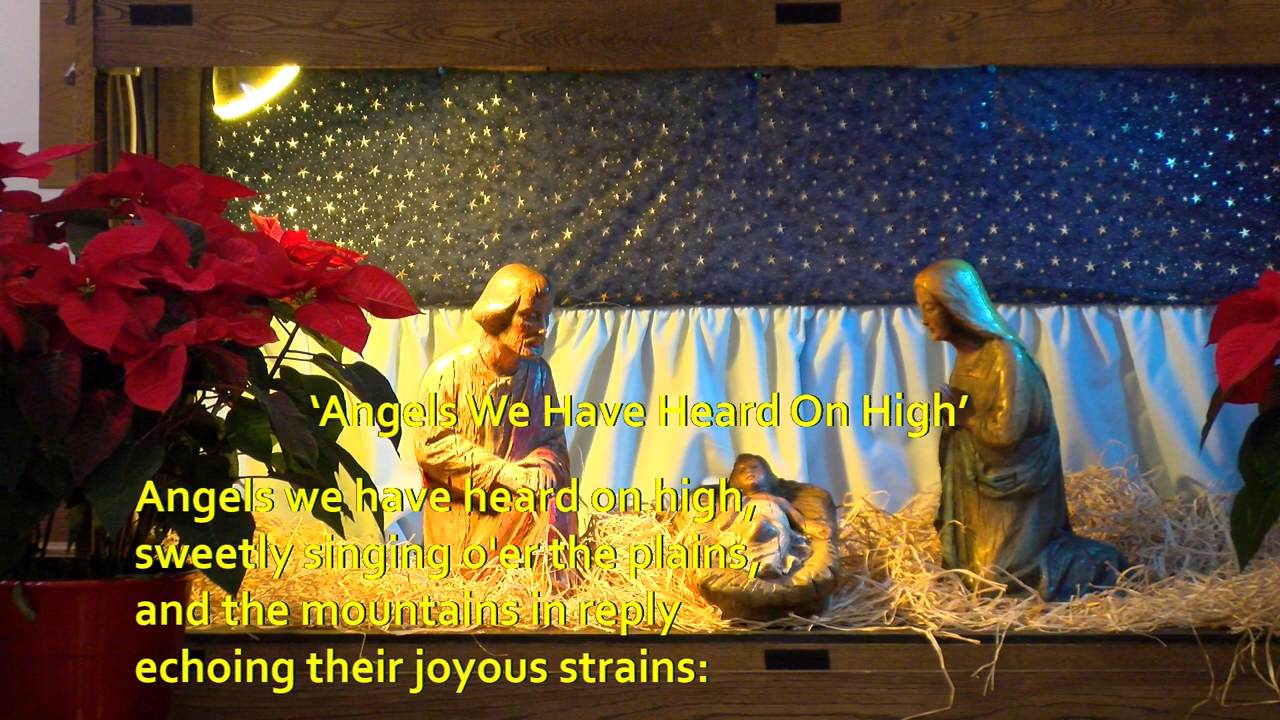 ‘Angels We Have Heard On High’
Angels we have heard on high,
sweetly singing o'er the plains,
and the mountains in reply
echoing their joyous strains: